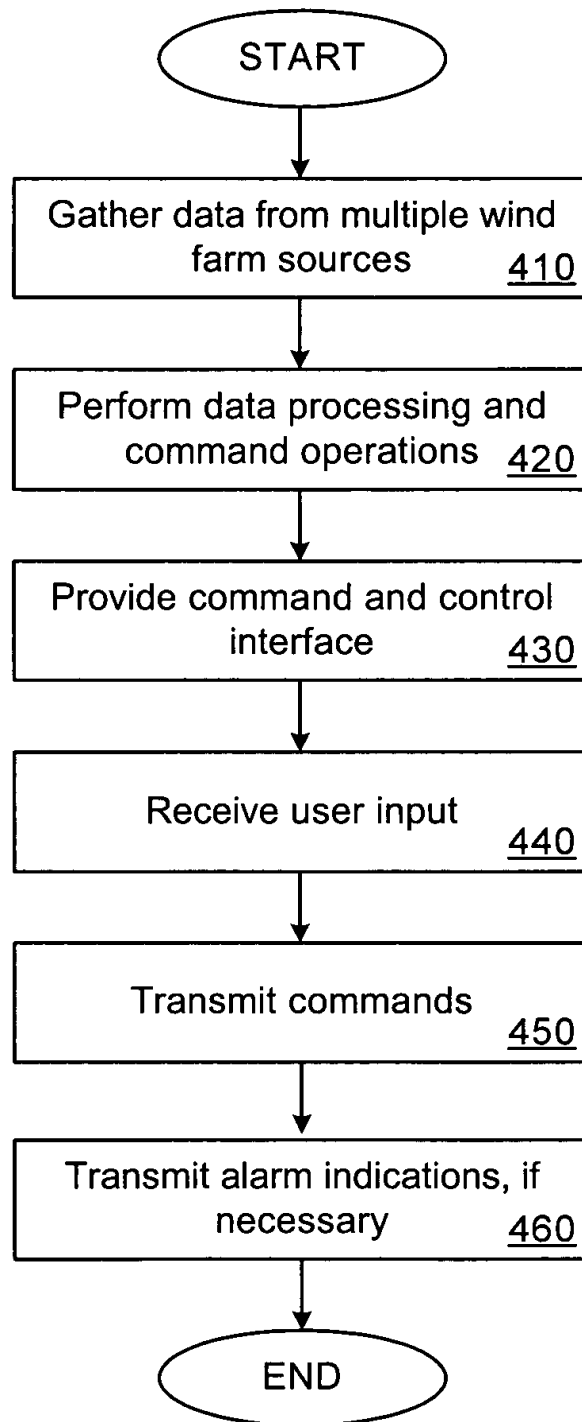 START
Gather data from multiple wind
farm sources
410
Perform data processing and
command operations
420
Provide command and control
interface
430
Receive user input
440
Transmit commands
450
Transmit alarm indications, if
necessary
460
END